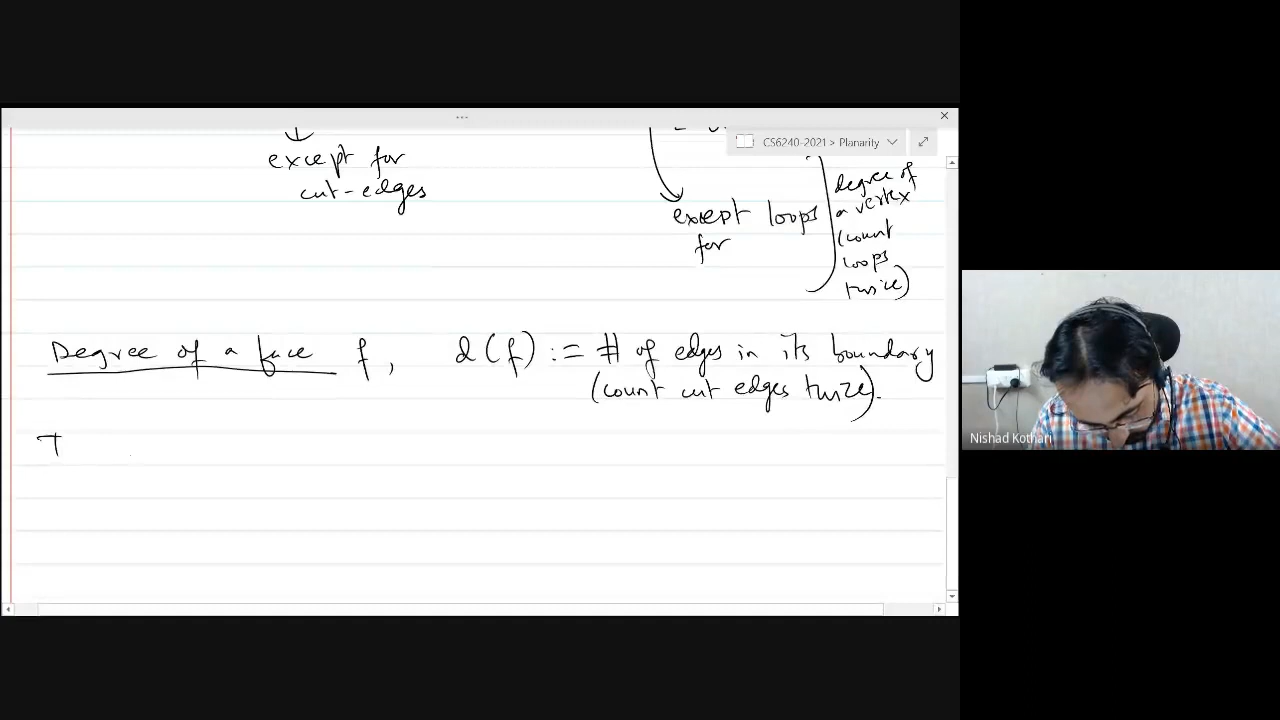 CS6240-2021 > Planarity
except for
cut-edges
except loops
for
degree of
a vertex
(count
loops
twice)
Degree of a face f, d(f) := # of edges in its boundary
(count cut edges twice).
T
Nishad Kothari